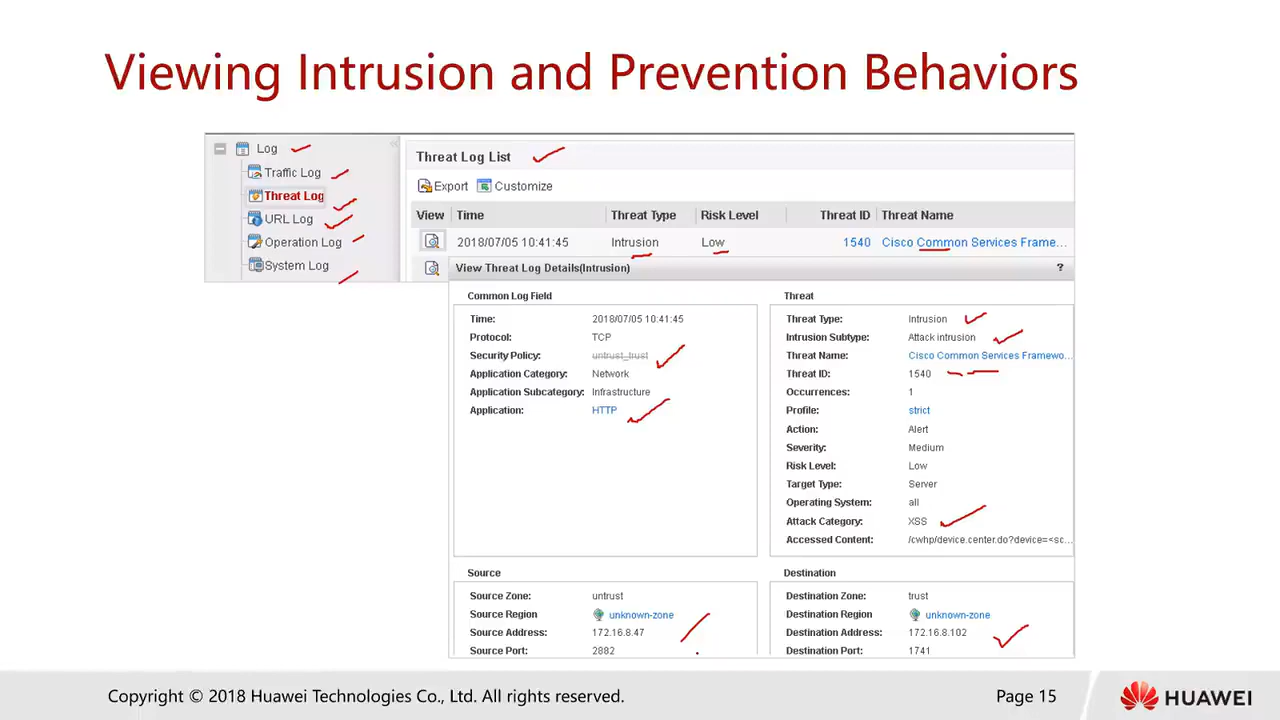 Viewing Intrusion and Prevention Behaviors
Log
Traffic Log
Threat Log
URL Log
Operation Log
System Log
Threat Log List
Export Customize
View Time Threat Type Risk Level Threat ID Threat Name
2018/07/05 10:41:45 Intrusion Low 1540 Cisco Common Services Frame...
View Threat Log Details(Intrusion) ?
Common Log Field
Time: 2018/07/05 10:41:45
Protocol: TCP
Security Policy: untrust_trust
Application Category: Network
Application Subcategory: Infrastructure
Application: HTTP
Threat
Threat Type: Intrusion
Intrusion Subtype: Attack intrusion
Threat Name: Cisco Common Services Framewo...
Threat ID: 1540
Occurrences: 1
Profile: strict
Action: Alert
Severity: Medium
Risk Level: Low
Target Type: Server
Operating System: all
Attack Category: XSS
Accessed Content: /cwhp/device.center.do?device=<sc...
Source
Source Zone: untrust
Source Region unknown-zone
Source Address: 172.16.8.47
Source Port: 2882
Destination
Destination Zone: trust
Destination Region unknown-zone
Destination Address: 172.16.8.102
Destination Port: 1741
Copyright © 2018 Huawei Technologies Co., Ltd. All rights reserved.
Page 15
HUAWEI